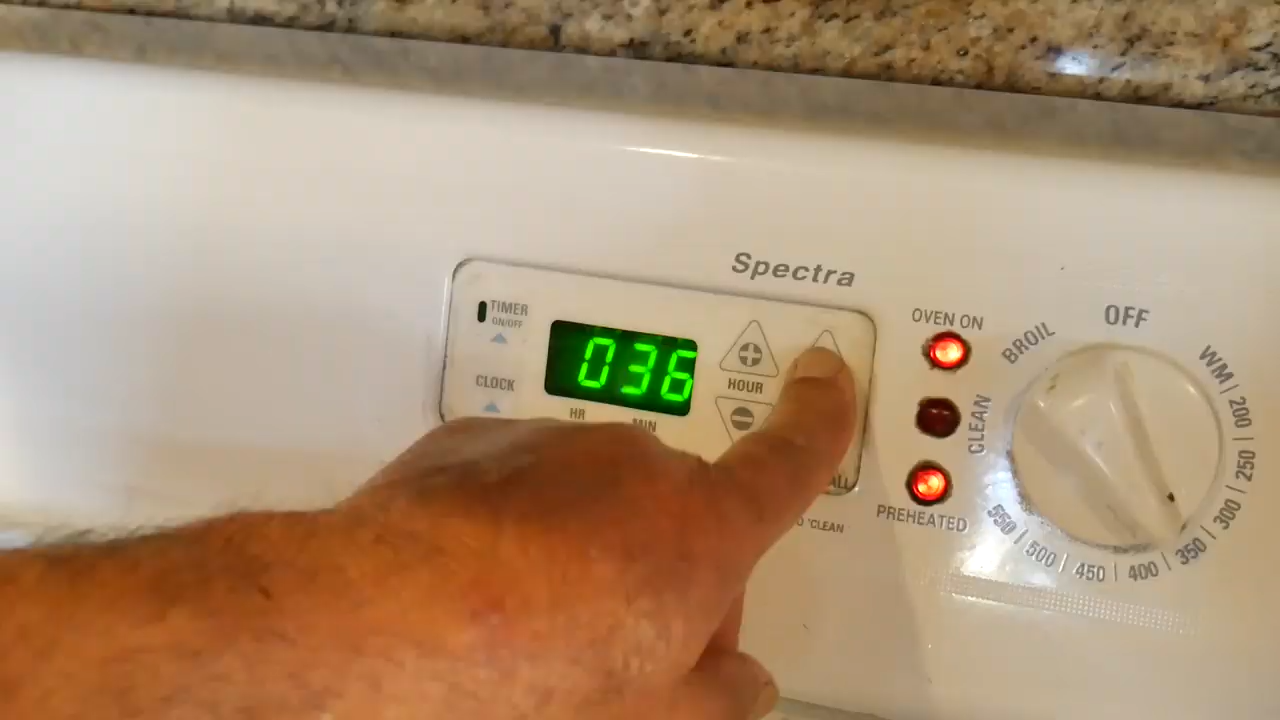 Spectra
TIMER
ON/OFF
CLOCK
036
HR
MIN
HOUR
OVEN ON
CLEAN
PREHEATED
OFF
BROIL
WM | 200 | 250 | 300 | 350 | 400 | 450 | 500 | 550
'CLEAN